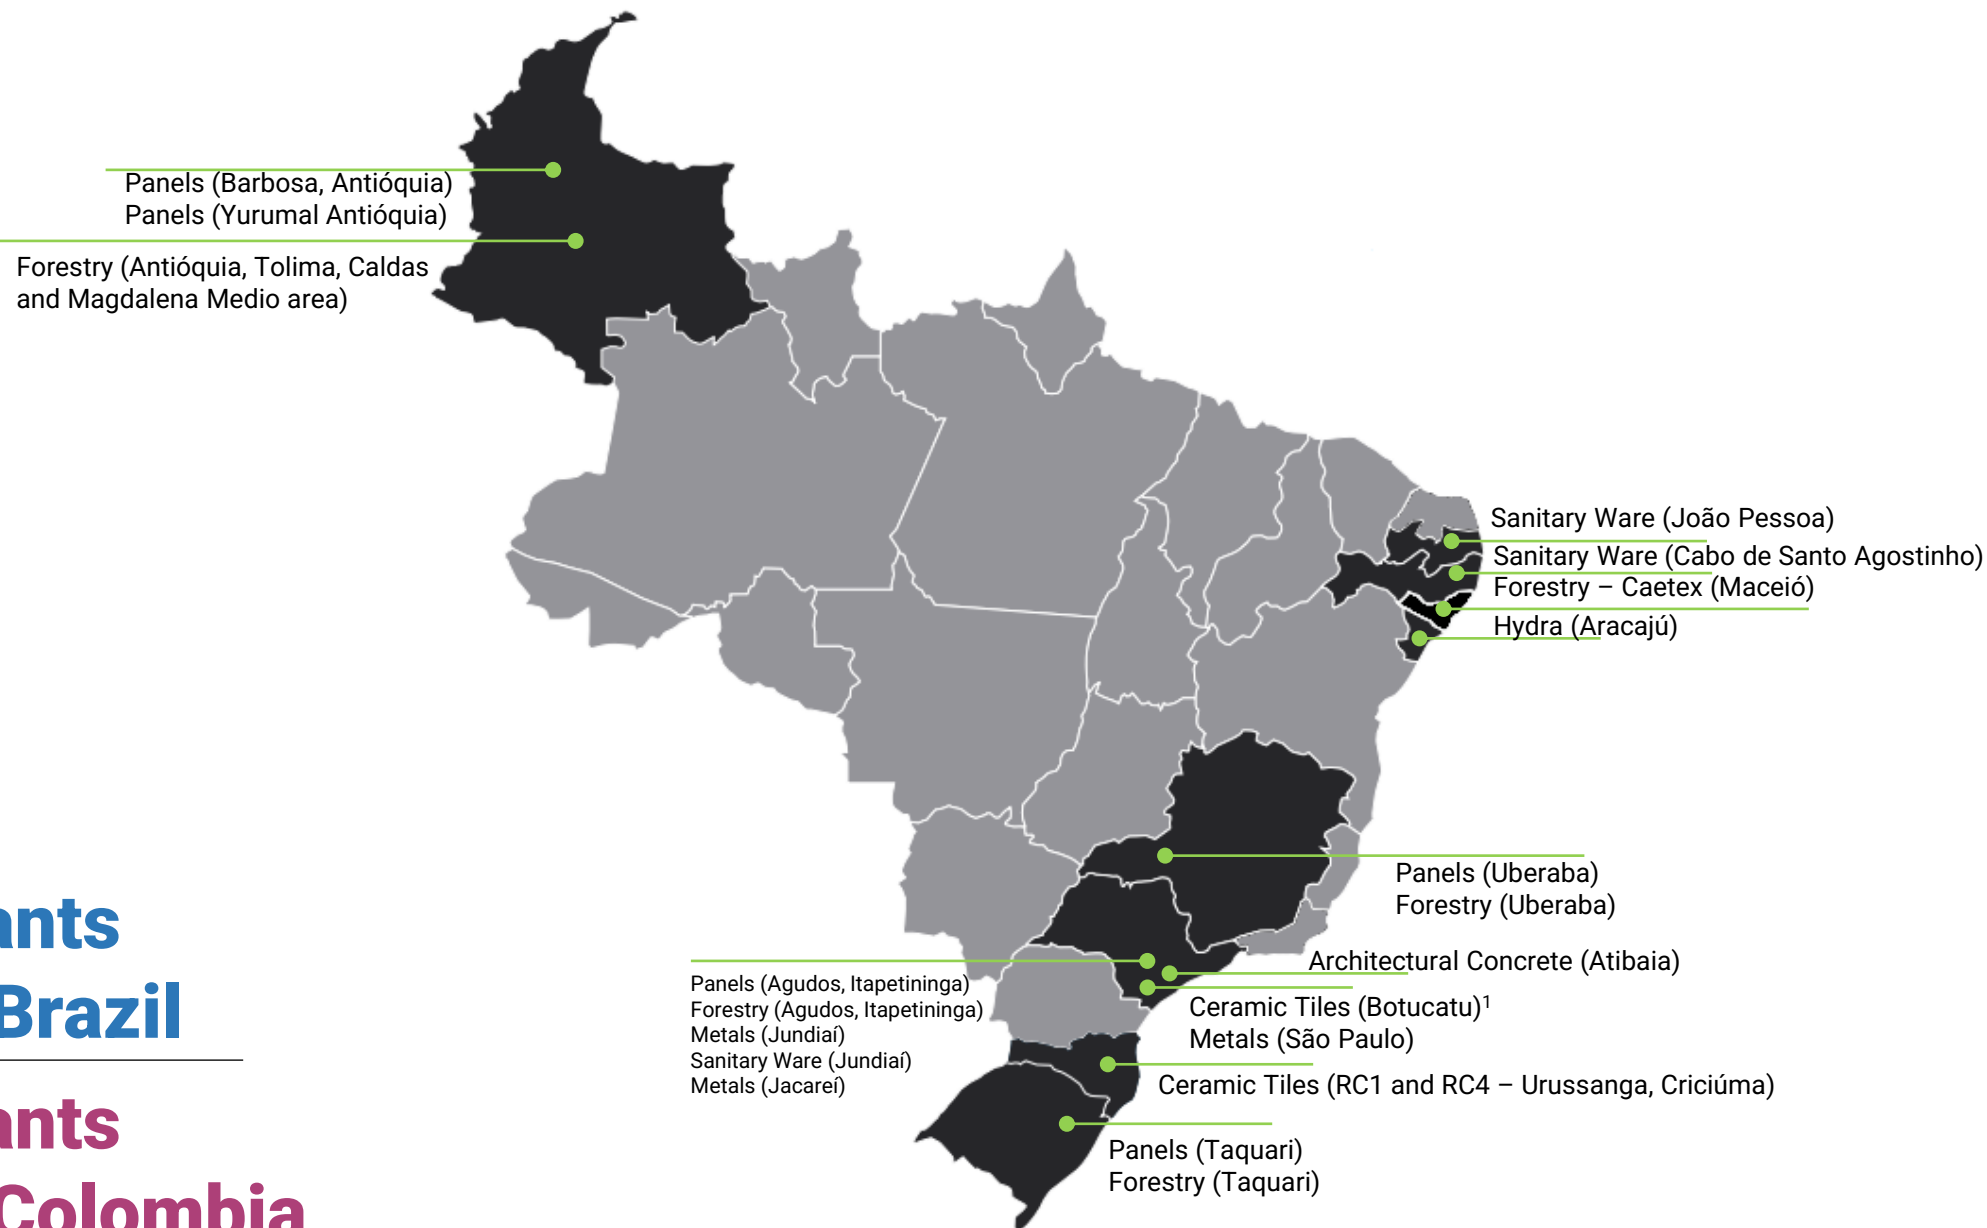 Panels (Barbosa, Antióquia)
Panels (Yurumal Antióquia)
Forestry (Antióquia, Tolima, Caldas
and Magdalena Medio area)
Sanitary Ware (João Pessoa)
Sanitary Ware (Cabo de Santo Agostinho)
Forestry – Caetex (Maceió)
Hydra (Aracajú)
Panels (Uberaba)
Forestry (Uberaba)
Architectural Concrete (Atibaia)
Panels (Agudos, Itapetininga)
Forestry (Agudos, Itapetininga)
Metals (Jundiaí)
Sanitary Ware (Jundiaí)
Metals (Jacareí)
Ceramic Tiles (Botucatu)¹
Metals (São Paulo)
Ceramic Tiles (RC1 and RC4 – Urussanga, Criciúma)
Panels (Taquari)
Forestry (Taquari)
ants
Brazil
ants
Colombia